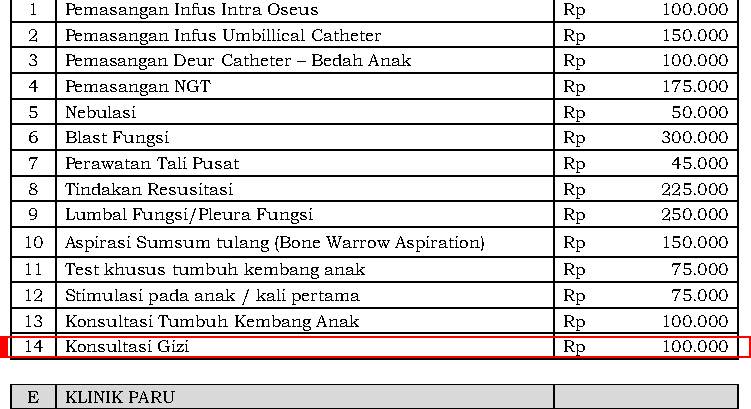 1 Pemasangan Infus Intra Oseus Rp 100.000
2 Pemasangan Infus Umbillical Catheter Rp 150.000
3 Pemasangan Deur Catheter – Bedah Anak Rp 100.000
4 Pemasangan NGT Rp 175.000
5 Nebulasi Rp 50.000
6 Blast Fungsi Rp 300.000
7 Perawatan Tali Pusat Rp 45.000
8 Tindakan Resusitasi Rp 225.000
9 Lumbal Fungsi/Pleura Fungsi Rp 250.000
10 Aspirasi Sumsum tulang (Bone Warrow Aspiration) Rp 150.000
11 Test khusus tumbuh kembang anak Rp 75.000
12 Stimulasi pada anak / kali pertama Rp 75.000
13 Konsultasi Tumbuh Kembang Anak Rp 100.000
14 Konsultasi Gizi Rp 100.000
E KLINIK PARU